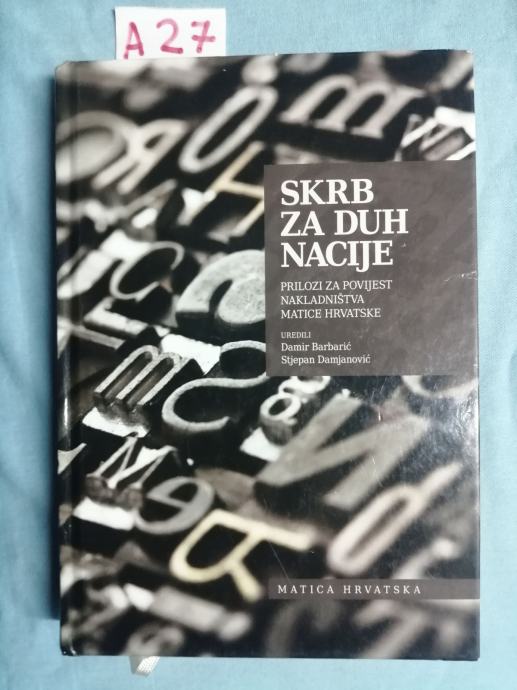 A 27
SKRB
ZA DUH
NACIJE
PRILOZI ZA POVIJEST
NAKLADNIŠTVA
MATICE HRVATSKE
UREDILI
Damir Barbarić
Stjepan Damjanović
MATICA HRVATSKA